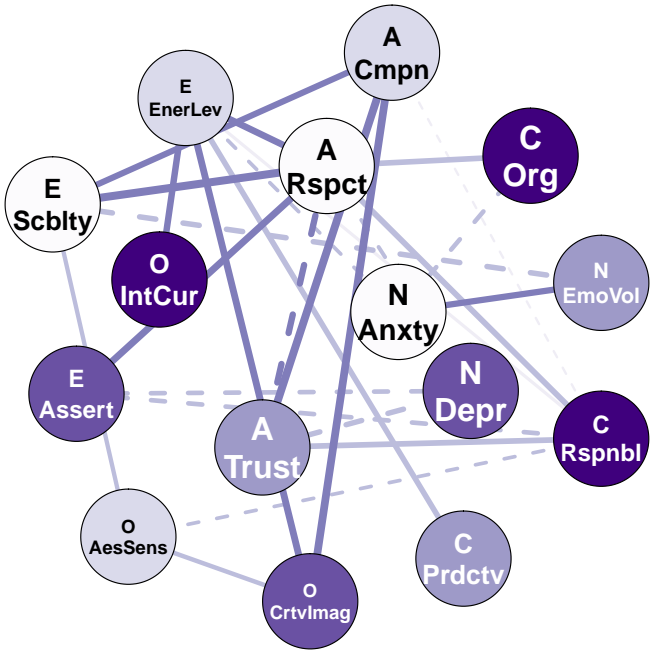 A
Cmpn
E
EnerLev
C
Org
A
Rspct
E
Scblty
O
IntCur
N
EmoVol
N
Anxty
E
Assert
N
Depr
A
Trust
C
Rspnbl
O
AesSens
C
Prdctv
O
CrtvImag